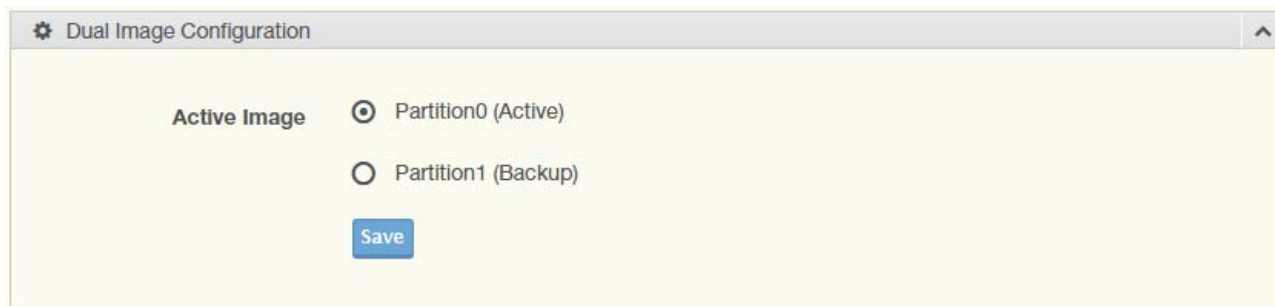 Dual Image Configuration
Active Image
Partition0 (Active)
Partition1 (Backup)
Save